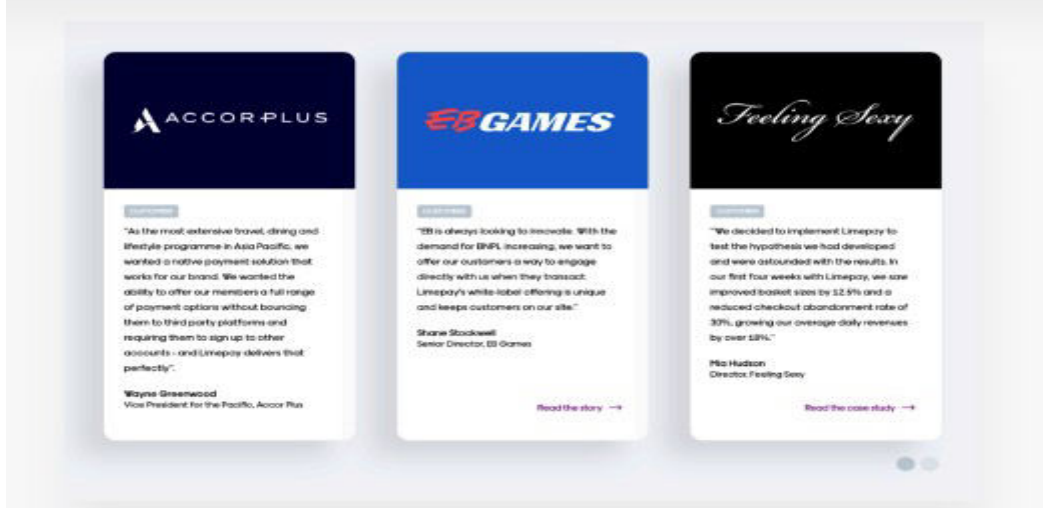 ACCOR PLUS
CUSTOMER
"As the most extensive travel, dining and
lifestyle programme in Asia Pacific, we
wanted a native payment solution that
works for our brand. We wanted the
ability to offer our members a full range
of payment options without bouncing
them to third party platforms and
requiring them to sign up to other
accounts - and Limepay delivers that
perfectly".
Wayne Greenwood
Vice President for the Pacific, Accor Plus
EB GAMES
CUSTOMER
"EB is always looking to innovate. With the
demand for BNPL increasing, we want to
offer our customers a way to engage
directly with us when they transact.
Limepay's white-label offering is unique
and keeps customers on our site."
Shane Stockwell
Senior Director, EB Games
Read the story →
Feeling Sexy
CUSTOMER
"We decided to implement Limepay to
test the hypothesis we had developed
and were astounded with the results. In
our first four weeks with Limepay, we saw
improved basket sizes by 12.5% and a
reduced checkout abandonment rate of
30%, growing our average daily revenues
by over 18%."
Mia Hudson
Director, Feeling Sexy
Read the case study →